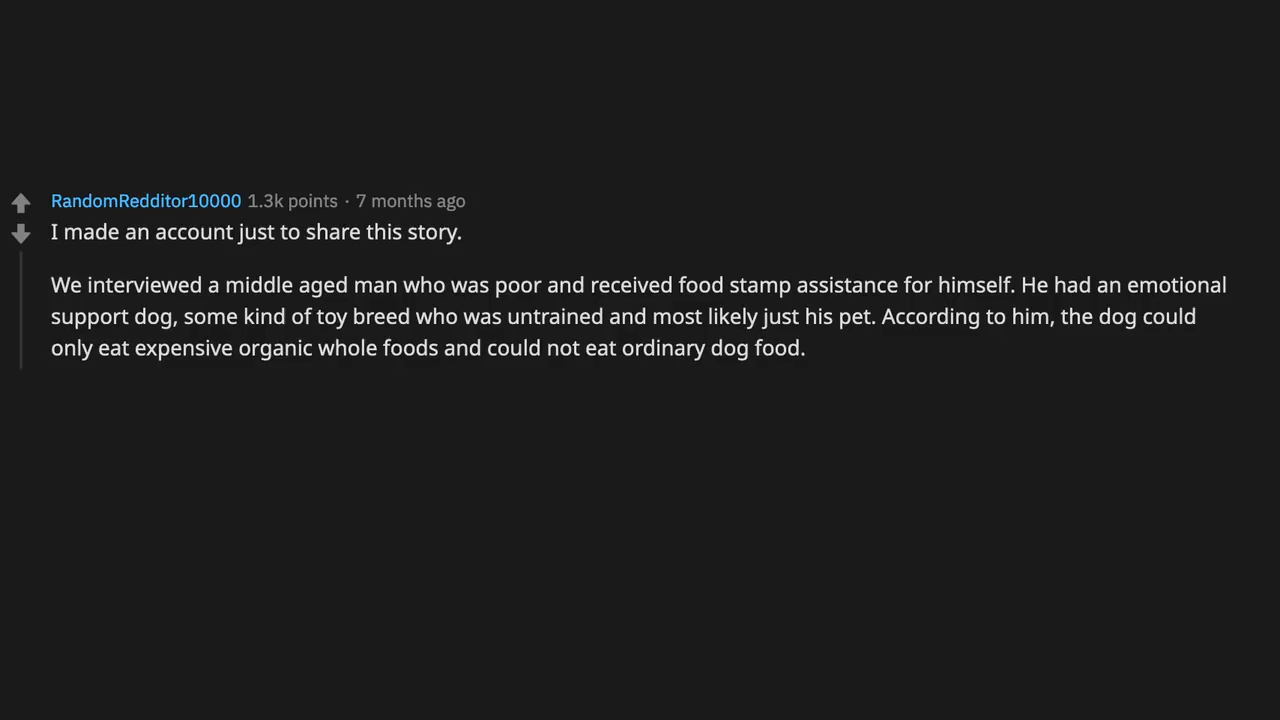 RandomRedditor10000 1.3k points · 7 months ago
I made an account just to share this story.
We interviewed a middle aged man who was poor and received food stamp assistance for himself. He had an emotional
support dog, some kind of toy breed who was untrained and most likely just his pet. According to him, the dog could
only eat expensive organic whole foods and could not eat ordinary dog food.